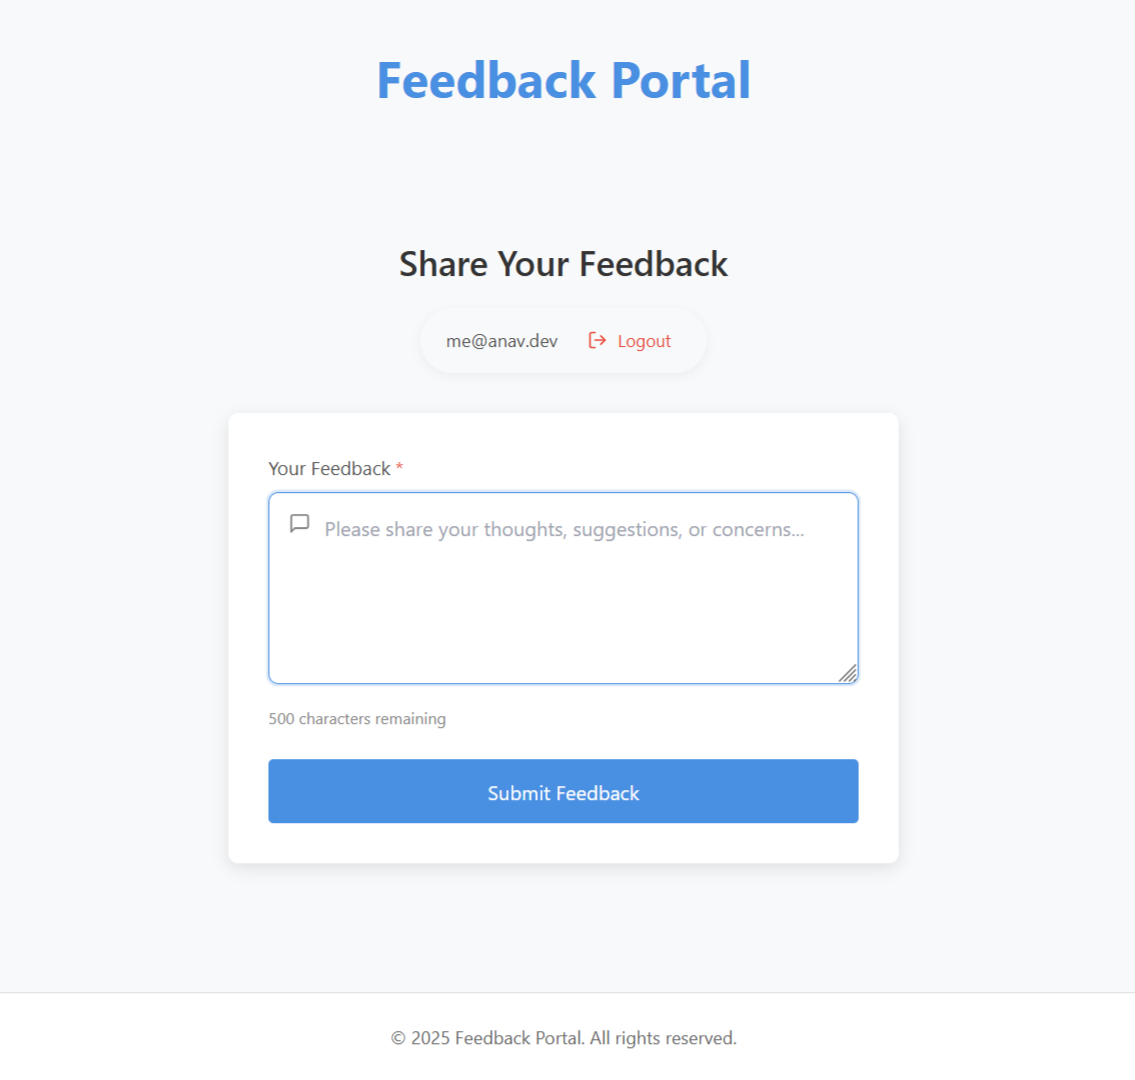 Feedback Portal
Share Your Feedback
me@anav.dev Logout
Your Feedback *
Please share your thoughts, suggestions, or concerns...
500 characters remaining
Submit Feedback
© 2025 Feedback Portal. All rights reserved.